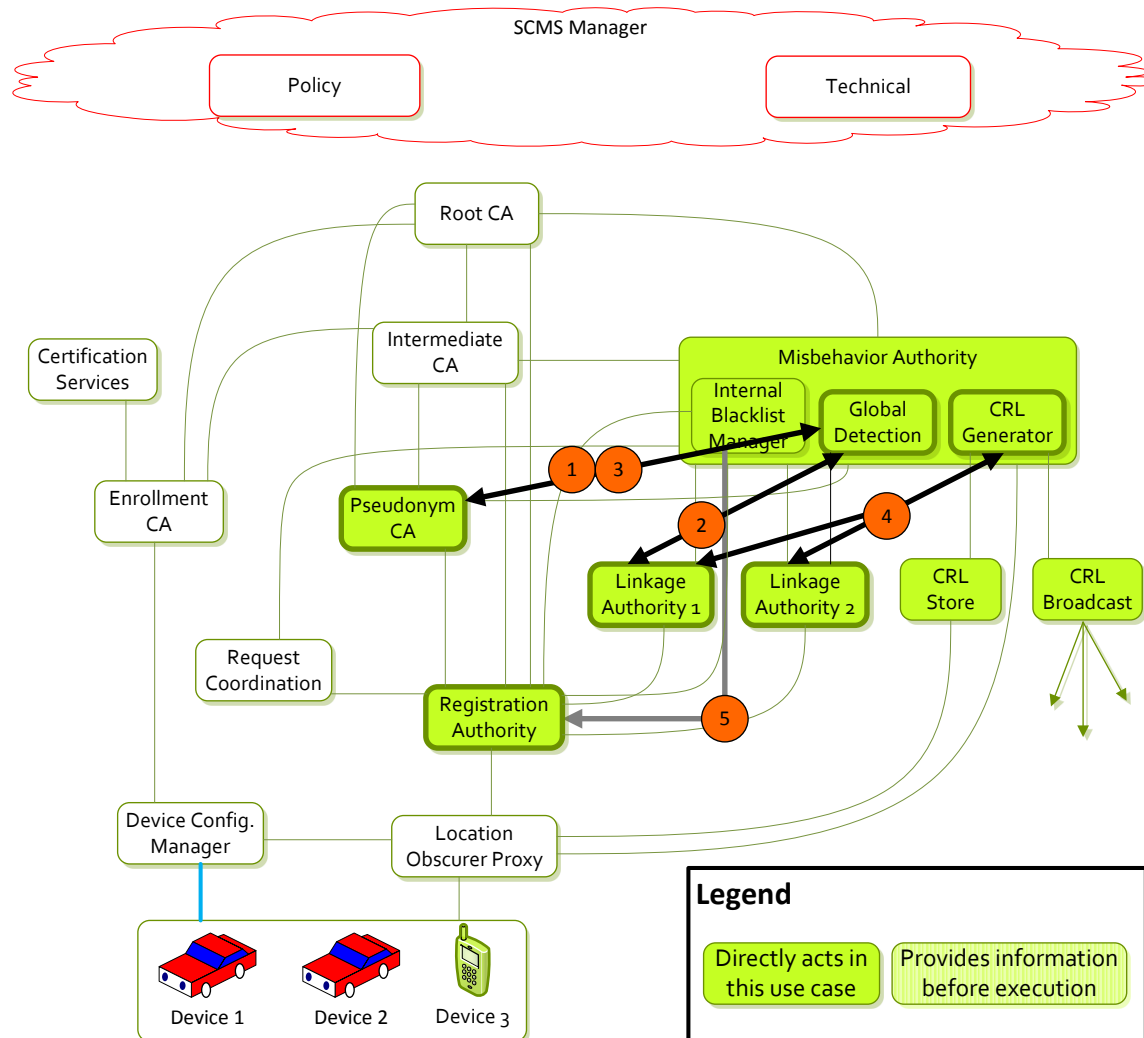 SCMS Manager
Policy
Technical
Root CA
Intermediate
CA
Certification
Services
Misbehavior Authority
Internal
Blacklist
Manager
Global
Detection
CRL
Generator
1
3
Enrollment
CA
Pseudonym
CA
2
4
Linkage
Authority 1
Linkage
Authority 2
CRL
Store
CRL
Broadcast
Request
Coordination
Registration
Authority
5
Device Config.
Manager
Location
Obscurer Proxy
Device 1
Device 2
Device 3
Legend
Directly acts in
this use case
Provides information
before execution